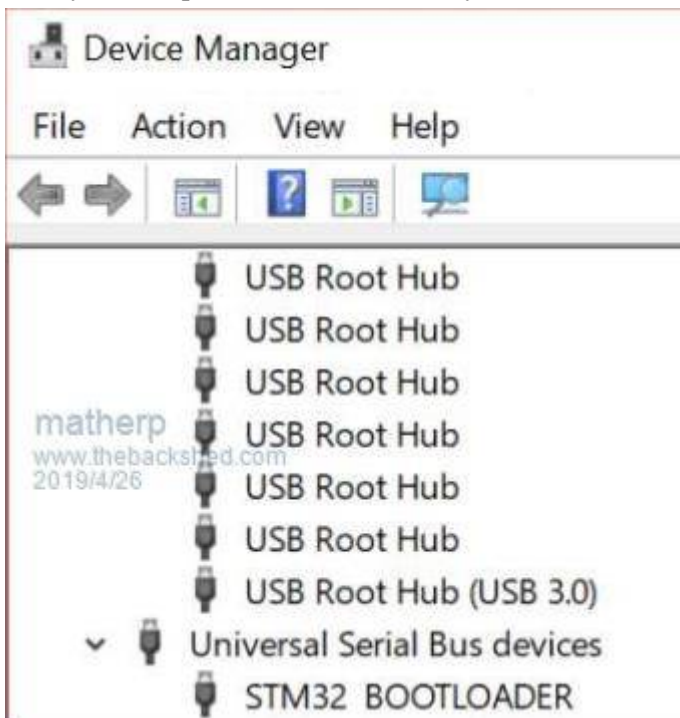 Device Manager
File Action View Help
USB Root Hub
USB Root Hub
USB Root Hub
USB Root Hub
USB Root Hub
USB Root Hub
USB Root Hub (USB 3.0)
Universal Serial Bus devices
STM32 BOOTLOADER
matherp
www.thebackshed.com
2019/4/26